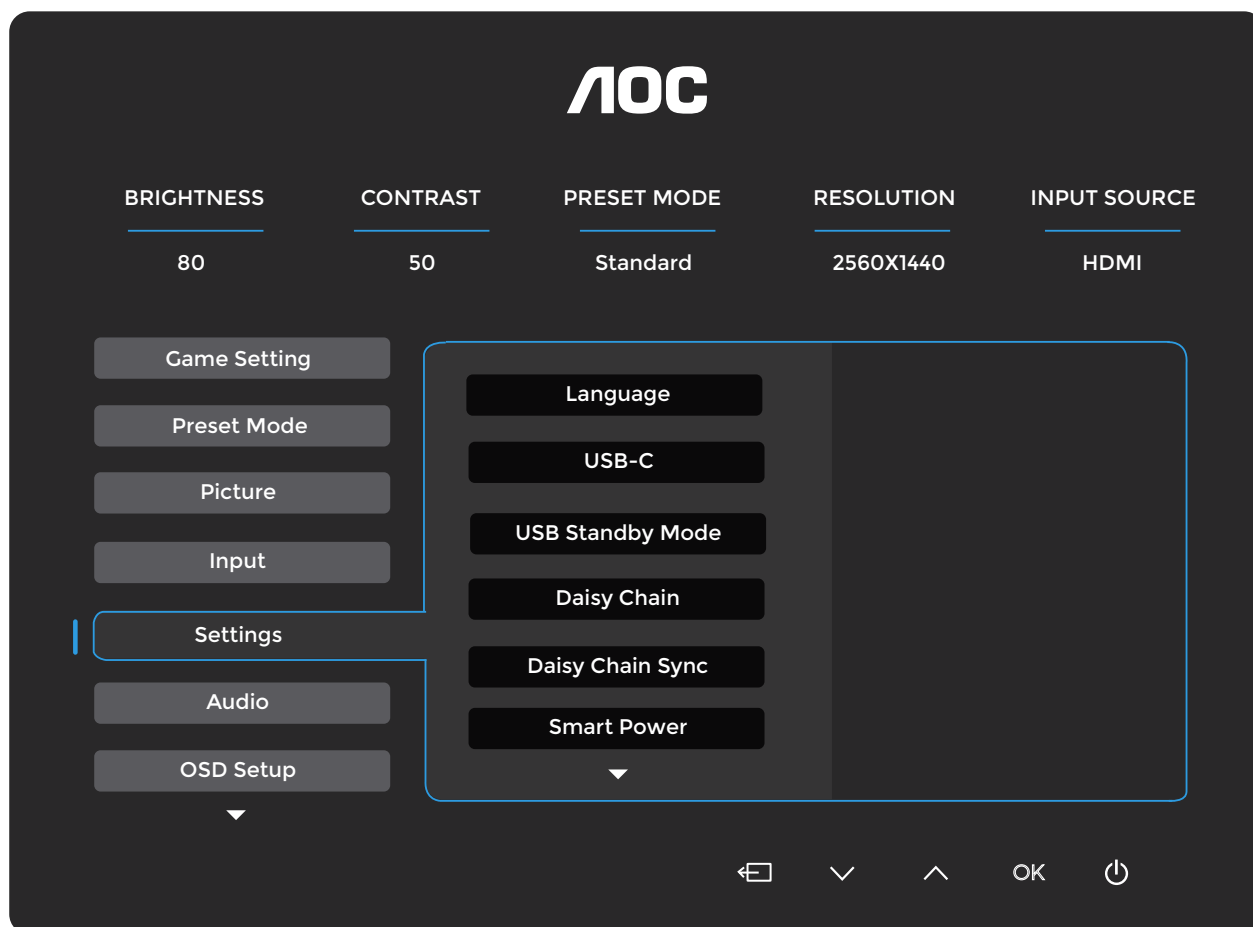 AOC
BRIGHTNESS CONTRAST PRESET MODE RESOLUTION INPUT SOURCE
80 50 Standard 2560X1440 HDMI
Game Setting
Preset Mode
Picture
Input
Settings
Audio
OSD Setup
Language
USB-C
USB Standby Mode
Daisy Chain
Daisy Chain Sync
Smart Power
OK